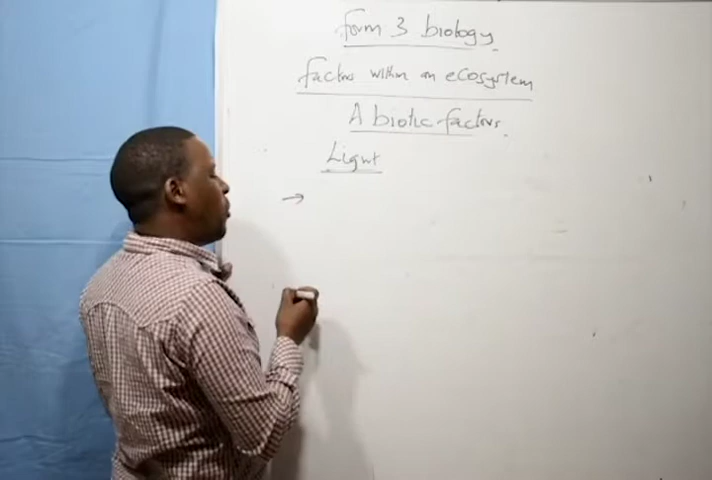 Form 3 biology
factors within an ecosystem
A biotic factors.
Light
→